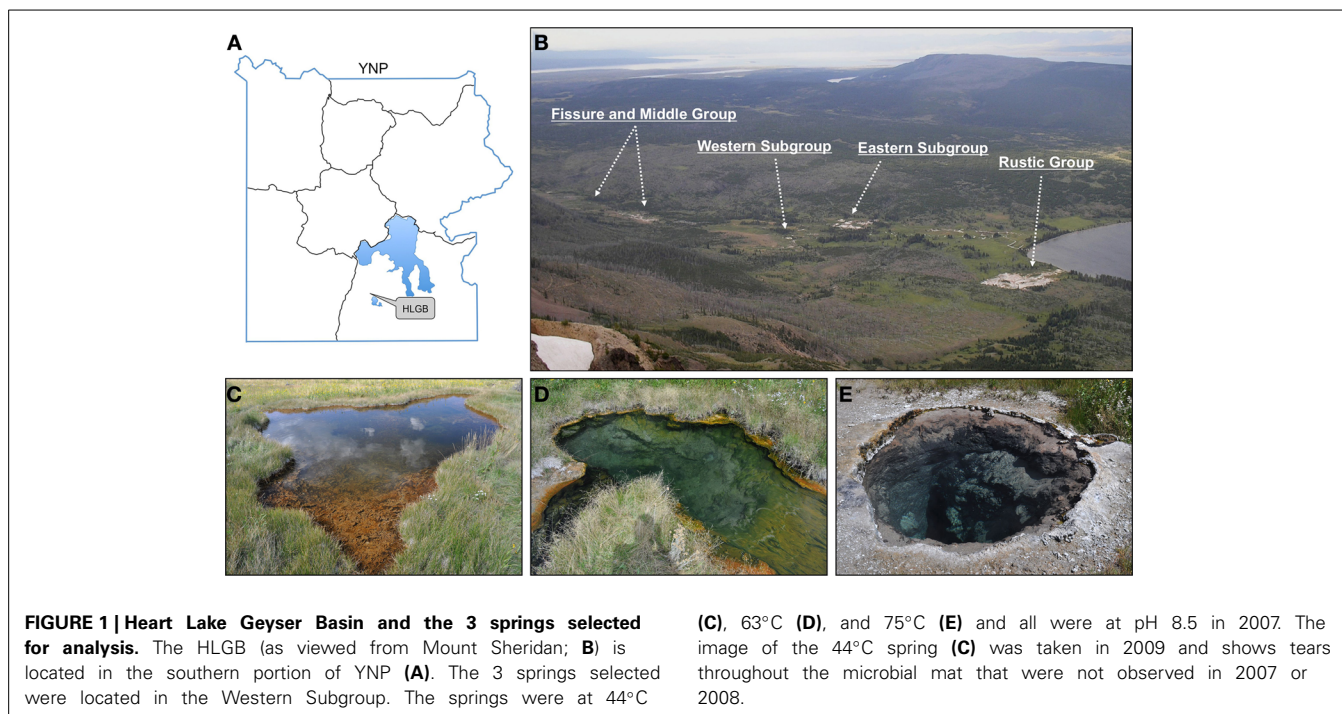 A
YNP
HLGB
B
Fissure and Middle Group
Western Subgroup
Eastern Subgroup
Rustic Group
C
D
E
FIGURE 1 | Heart Lake Geyser Basin and the 3 springs selected
for analysis. The HLGB (as viewed from Mount Sheridan; B) is
located in the southern portion of YNP (A). The 3 springs selected
were located in the Western Subgroup. The springs were at 44°C
(C), 63°C (D), and 75°C (E) and all were at pH 8.5 in 2007. The
image of the 44°C spring (C) was taken in 2009 and shows tears
throughout the microbial mat that were not observed in 2007 or
2008.